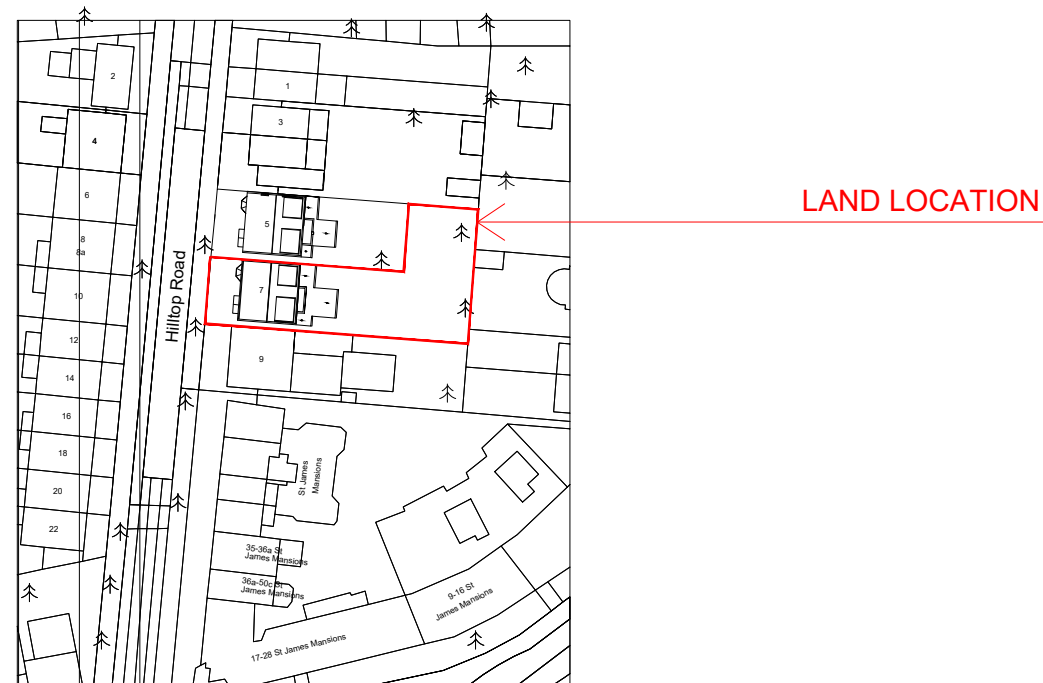 LAND LOCATION
2
1
3
4
6
8
8a
5
Hilltop Road
7
10
12
9
14
16
18
20
22
St James
Mansions
35-36a St
James Mansions
36a-50c St
James Mansions
9-16 St
James Mansions
17-28 St James Mansions